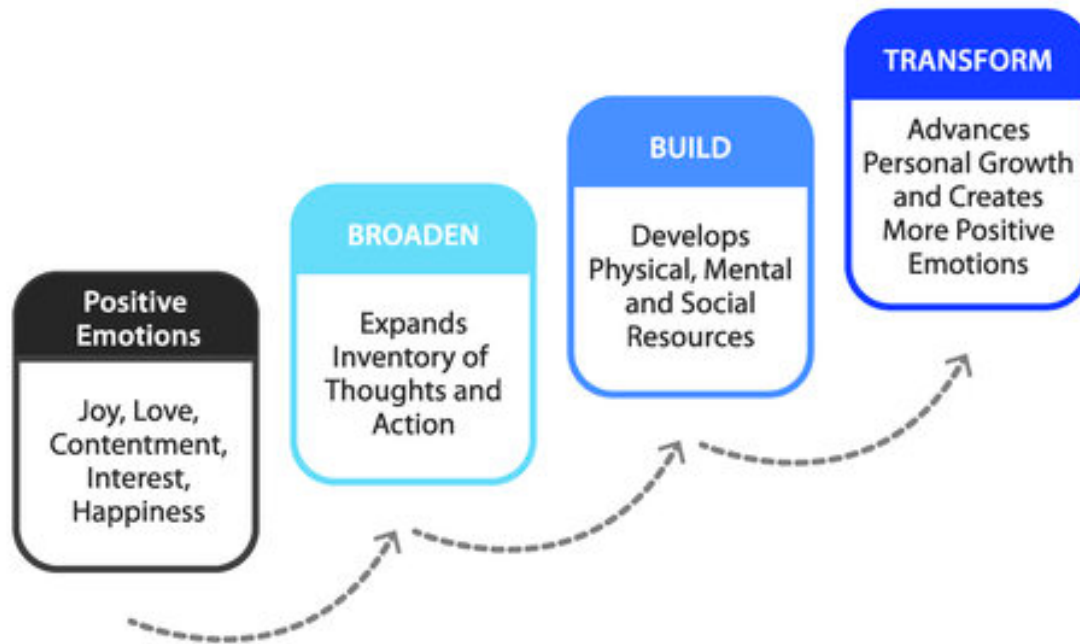 Positive
Emotions
Joy, Love,
Contentment,
Interest,
Happiness
BROADEN
Expands
Inventory of
Thoughts and
Action
BUILD
Develops
Physical, Mental
and Social
Resources
TRANSFORM
Advances
Personal Growth
and Creates
More Positive
Emotions